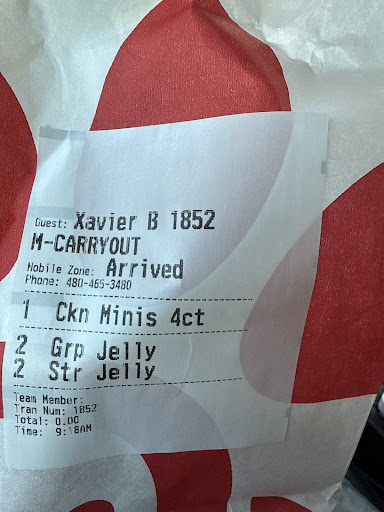 Guest: Xavier B 1852
M-CARRYOUT
Mobile Zone: Arrived
Phone: 480-465-3480
1 Ckn Minis 4ct
2 Grp Jelly
2 Str Jelly
Team Member:
Tran Num: 1852
Total: 0.00
Time: 9:18AM